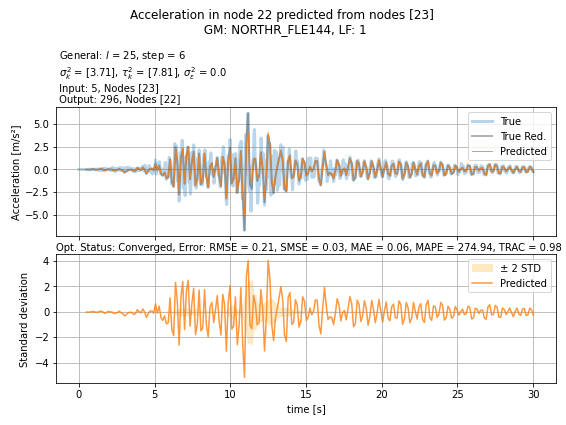 Acceleration in node 22 predicted from nodes [23]
GM: NORTHR_FLE144, LF: 1
General: l = 25, step = 6
σ²ₖ = [3.71], τ²ₖ = [7.81], σ²ε = 0.0
Input: 5, Nodes [23]
Output: 296, Nodes [22]
True
True Red.
Predicted
Acceleration [m/s²]
5.0
2.5
0.0
−2.5
−5.0
Opt. Status: Converged, Error: RMSE = 0.21, SMSE = 0.03, MAE = 0.06, MAPE = 274.94, TRAC = 0.98
± 2 STD
Predicted
Standard deviation
4
2
0
−2
−4
0 5 10 15 20 25 30
time [s]